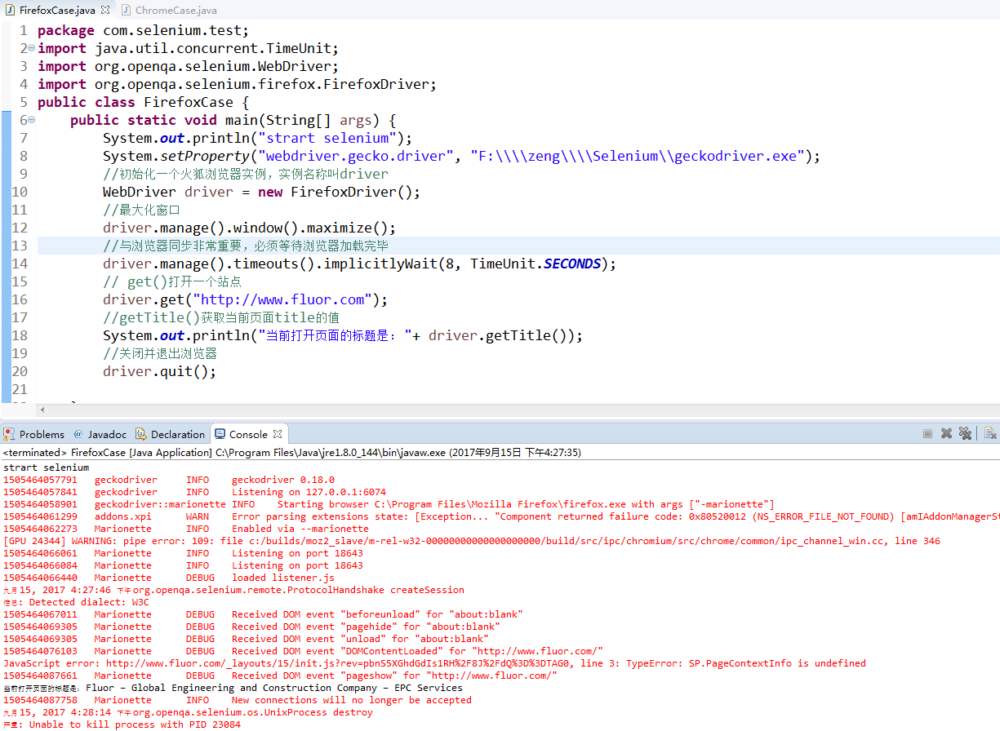 FirefoxCase.java ChromeCase.java
1 package com.selenium.test;
2 import java.util.concurrent.TimeUnit;
3 import org.openqa.selenium.WebDriver;
4 import org.openqa.selenium.firefox.FirefoxDriver;
5 public class FirefoxCase {
6 public static void main(String[] args) {
7 System.out.println("strart selenium");
8 System.setProperty("webdriver.gecko.driver", "F:\\\\zeng\\\\Selenium\\geckodriver.exe");
9 //初始化一个火狐浏览器实例，实例名称叫driver
10 WebDriver driver = new FirefoxDriver();
11 //最大化窗口
12 driver.manage().window().maximize();
13 //与浏览器同步非常重要，必须等待浏览器加载完毕
14 driver.manage().timeouts().implicitlyWait(8, TimeUnit.SECONDS);
15 // get()打开一个站点
16 driver.get("http://www.fluor.com");
17 //getTitle()获取当前页面title的值
18 System.out.println("当前打开页面的标题是： "+ driver.getTitle());
19 //关闭并退出浏览器
20 driver.quit();
21
Problems @ Javadoc Declaration Console
<terminated> FirefoxCase [Java Application] C:\Program Files\Java\jre1.8.0_144\bin\javaw.exe (2017年9月15日 下午4:27:35)
strart selenium
1505464057791 geckodriver INFO geckodriver 0.18.0
1505464057841 geckodriver INFO Listening on 127.0.0.1:6074
1505464058901 geckodriver::marionette INFO Starting browser C:\Program Files\Mozilla Firefox\firefox.exe with args ["-marionette"]
1505464061299 addons.xpi WARN Error parsing extensions state: [Exception... "Component returned failure code: 0x80520012 (NS_ERROR_FILE_NOT_FOUND) [amIAddonManagerSt
1505464062273 Marionette INFO Enabled via --marionette
[GPU 24344] WARNING: pipe error: 109: file c:/builds/moz2_slave/m-rel-w32-00000000000000000000/build/src/ipc/chromium/src/chrome/common/ipc_channel_win.cc, line 346
1505464066061 Marionette INFO Listening on port 18643
1505464066084 Marionette INFO Listening on port 18643
1505464066440 Marionette DEBUG loaded listener.js
九月 15, 2017 4:27:46 下午 org.openqa.selenium.remote.ProtocolHandshake createSession
信息: Detected dialect: W3C
1505464067011 Marionette DEBUG Received DOM event "beforeunload" for "about:blank"
1505464069305 Marionette DEBUG Received DOM event "pagehide" for "about:blank"
1505464069305 Marionette DEBUG Received DOM event "unload" for "about:blank"
1505464076103 Marionette DEBUG Received DOM event "DOMContentLoaded" for "http://www.fluor.com/"
JavaScript error: http://www.fluor.com/_layouts/15/init.js?rev=pbnS5XGhdGdIs1RH%2F8J%2FdQ%3D%3DTAG0, line 3: TypeError: SP.PageContextInfo is undefined
1505464087661 Marionette DEBUG Received DOM event "pageshow" for "http://www.fluor.com/"
当前打开页面的标题是： Fluor – Global Engineering and Construction Company – EPC Services
1505464087758 Marionette INFO New connections will no longer be accepted
九月 15, 2017 4:28:14 下午 org.openqa.selenium.os.UnixProcess destroy
严重: Unable to kill process with PID 23084